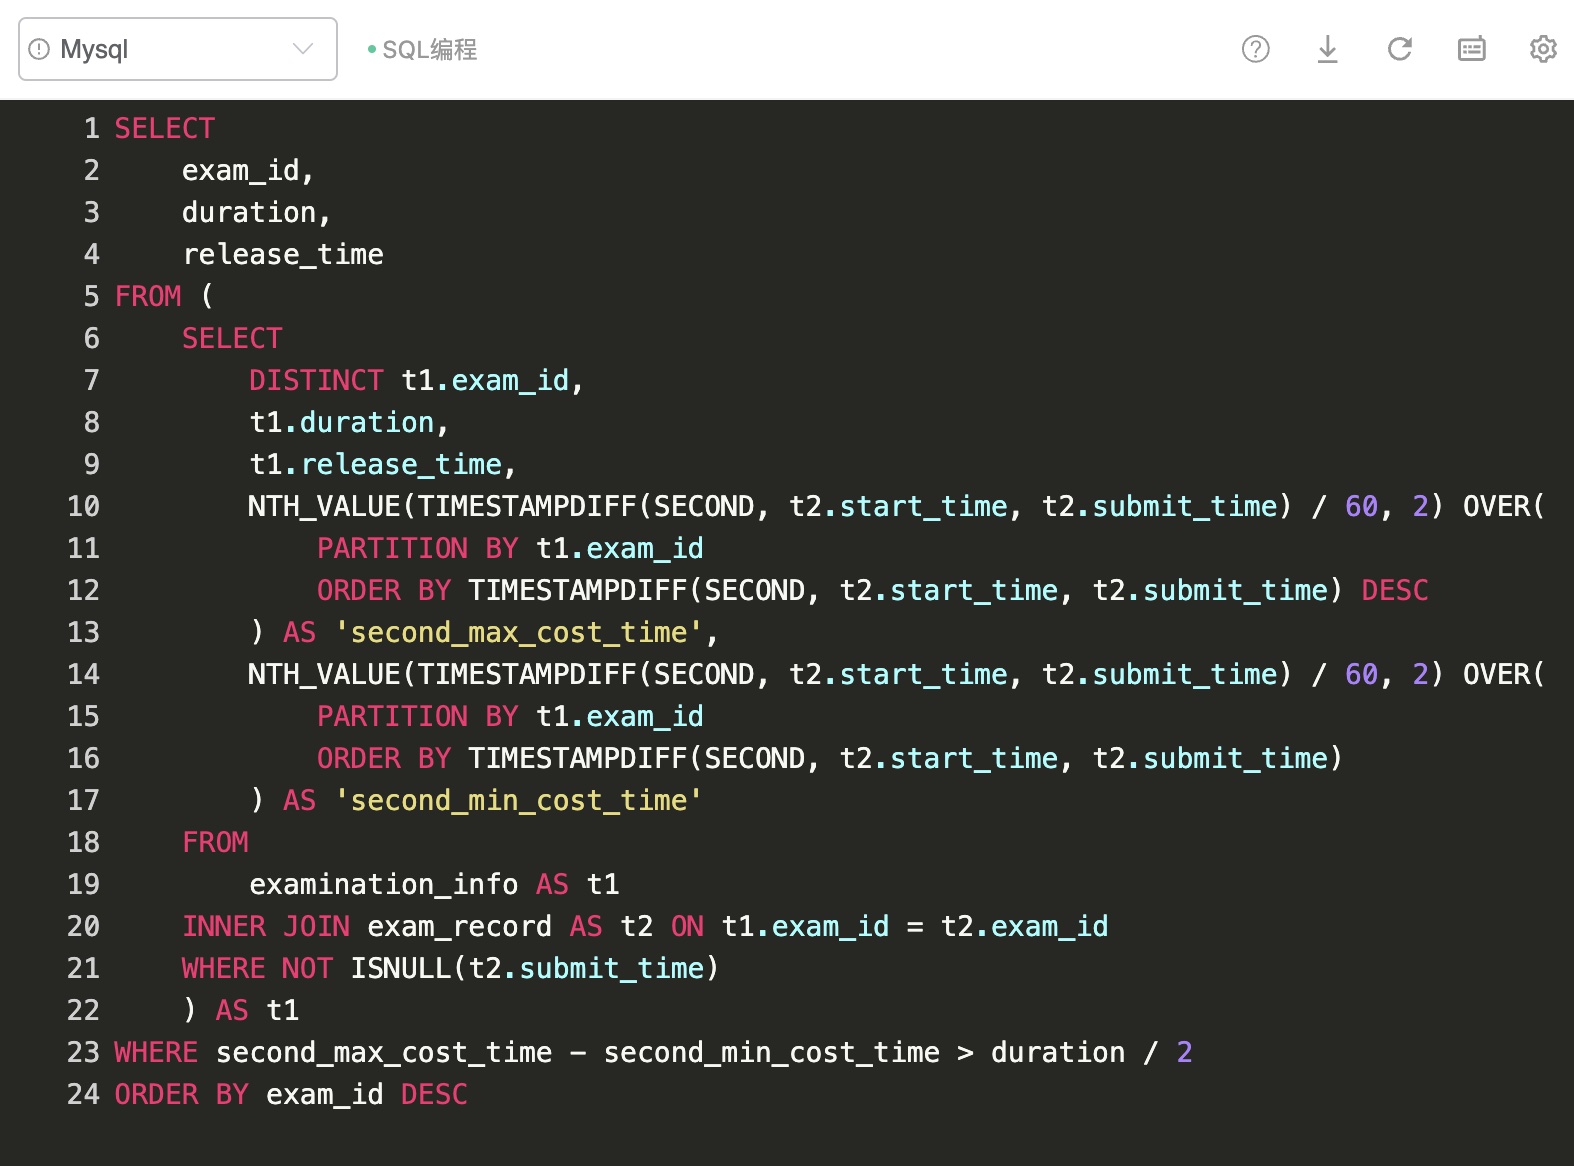 Mysql
SQL编程
1 SELECT
2     exam_id,
3     duration,
4     release_time
5 FROM (
6     SELECT
7         DISTINCT t1.exam_id,
8         t1.duration,
9         t1.release_time,
10         NTH_VALUE(TIMESTAMPDIFF(SECOND, t2.start_time, t2.submit_time) / 60, 2) OVER(
11             PARTITION BY t1.exam_id
12             ORDER BY TIMESTAMPDIFF(SECOND, t2.start_time, t2.submit_time) DESC
13         ) AS 'second_max_cost_time',
14         NTH_VALUE(TIMESTAMPDIFF(SECOND, t2.start_time, t2.submit_time) / 60, 2) OVER(
15             PARTITION BY t1.exam_id
16             ORDER BY TIMESTAMPDIFF(SECOND, t2.start_time, t2.submit_time)
17         ) AS 'second_min_cost_time'
18     FROM
19         examination_info AS t1
20     INNER JOIN exam_record AS t2 ON t1.exam_id = t2.exam_id
21     WHERE NOT ISNULL(t2.submit_time)
22     ) AS t1
23 WHERE second_max_cost_time - second_min_cost_time > duration / 2
24 ORDER BY exam_id DESC